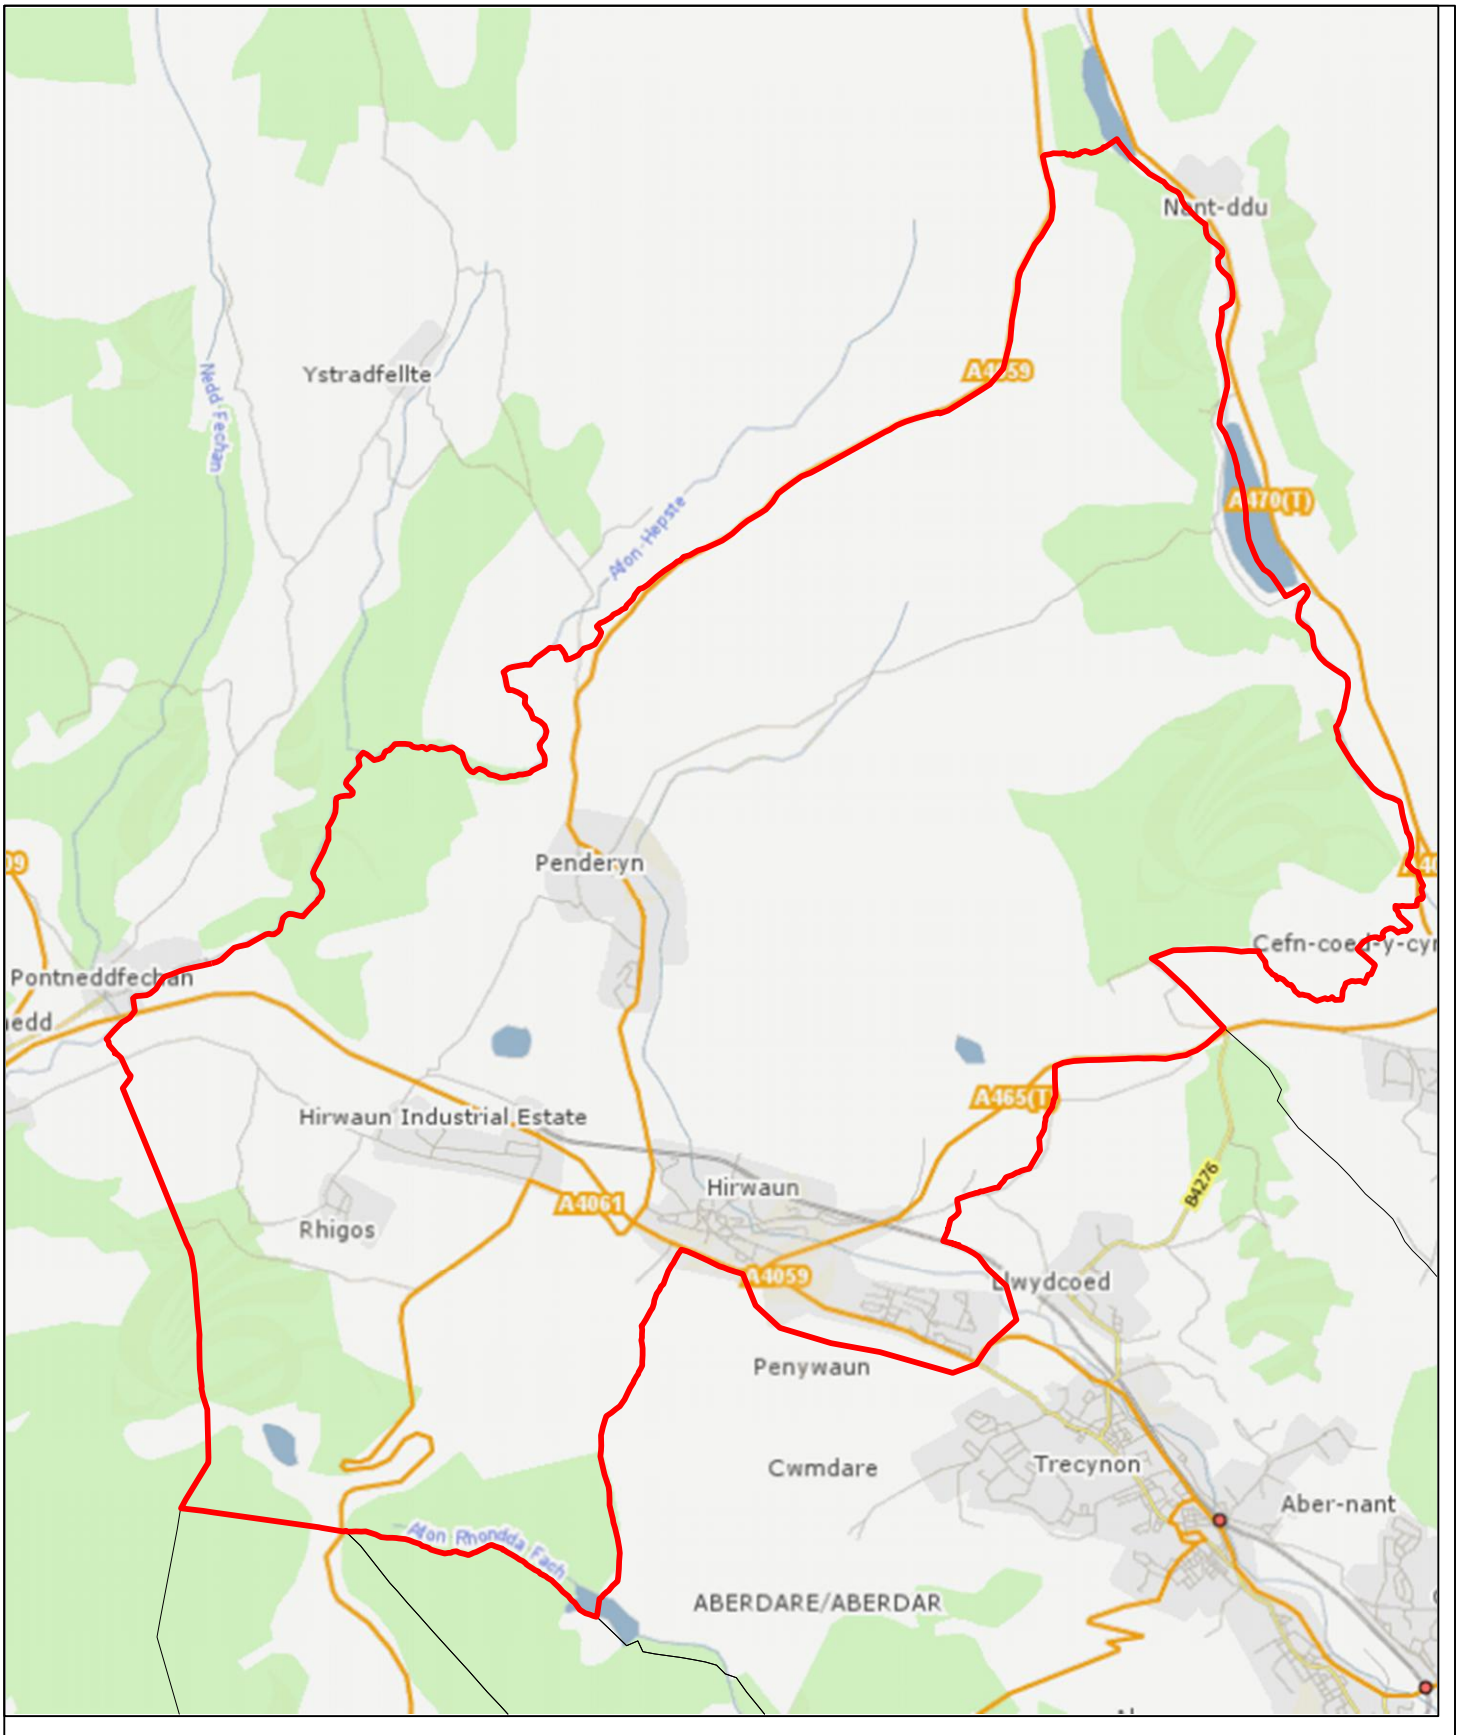 Nant-ddu
Ystradfellte
Nedd Fechan
A4059
A470(T)
Afon Hepste
Penderyn
09
Cefn-coed-y-cy
Pontneddfechan
edd
A465(T)
Hirwaun Industrial Estate
B4276
Hirwaun
A4061
Rhigos
A4059
Llwydcoed
Penywaun
Cwmdare
Trecynon
Aber-nant
Afon Rhondda Fach
ABERDARE/ABERDAR